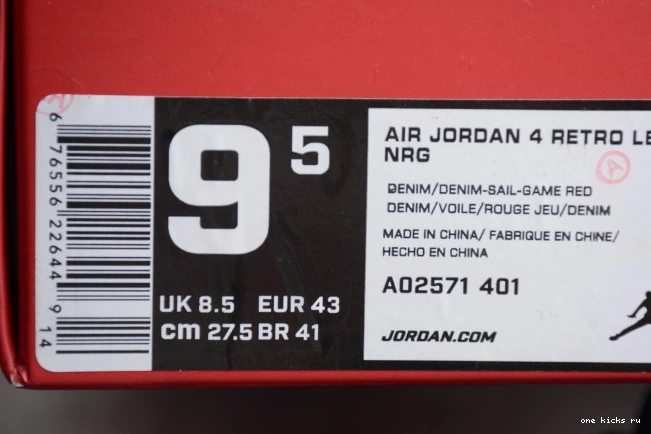 6 76556 22644 9 14
9 5
UK 8.5 EUR 43
cm 27.5 BR 41
AIR JORDAN 4 RETRO LE
NRG
DENIM/DENIM-SAIL-GAME RED
DENIM/VOILE/ROUGE JEU/DENIM
MADE IN CHINA/ FABRIQUE EN CHINE/
HECHO EN CHINA
AO2571 401
JORDAN.COM
A
A
one kicks ru